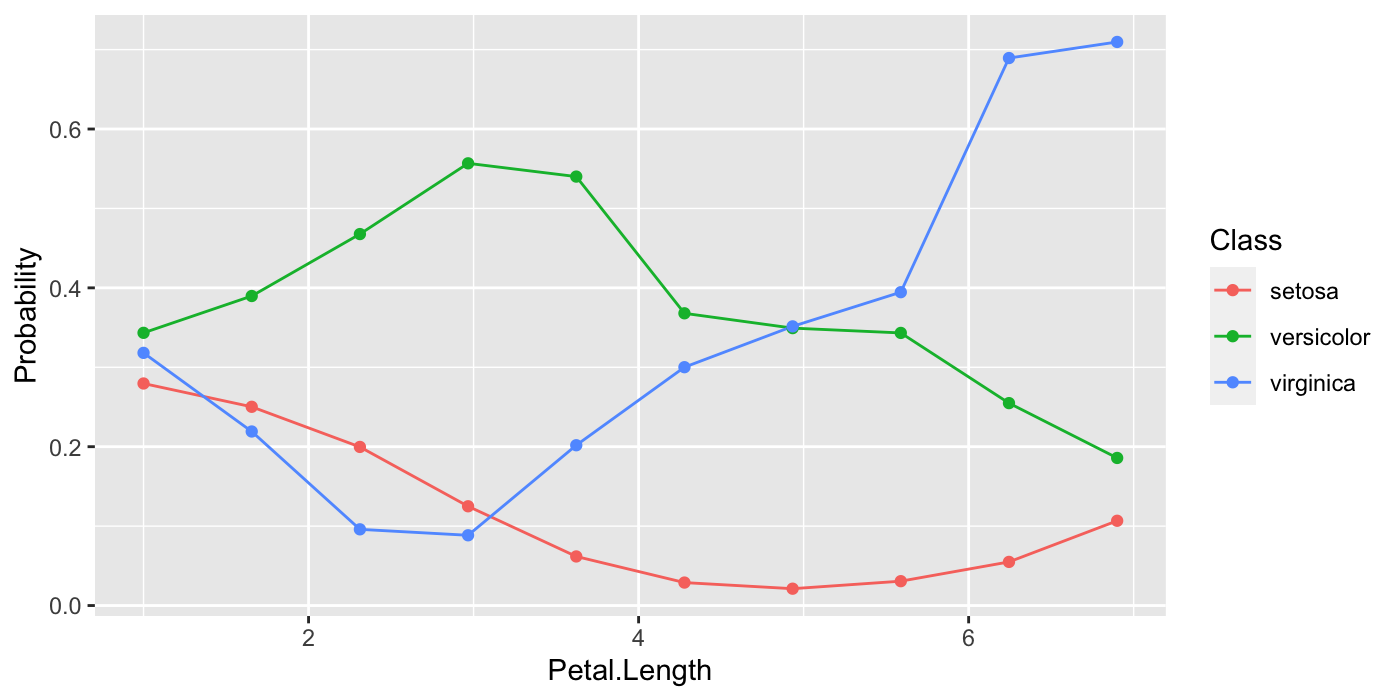 Probability
0.6
0.4
0.2
0.0
2
4
6
Petal.Length
Class
setosa
versicolor
virginica